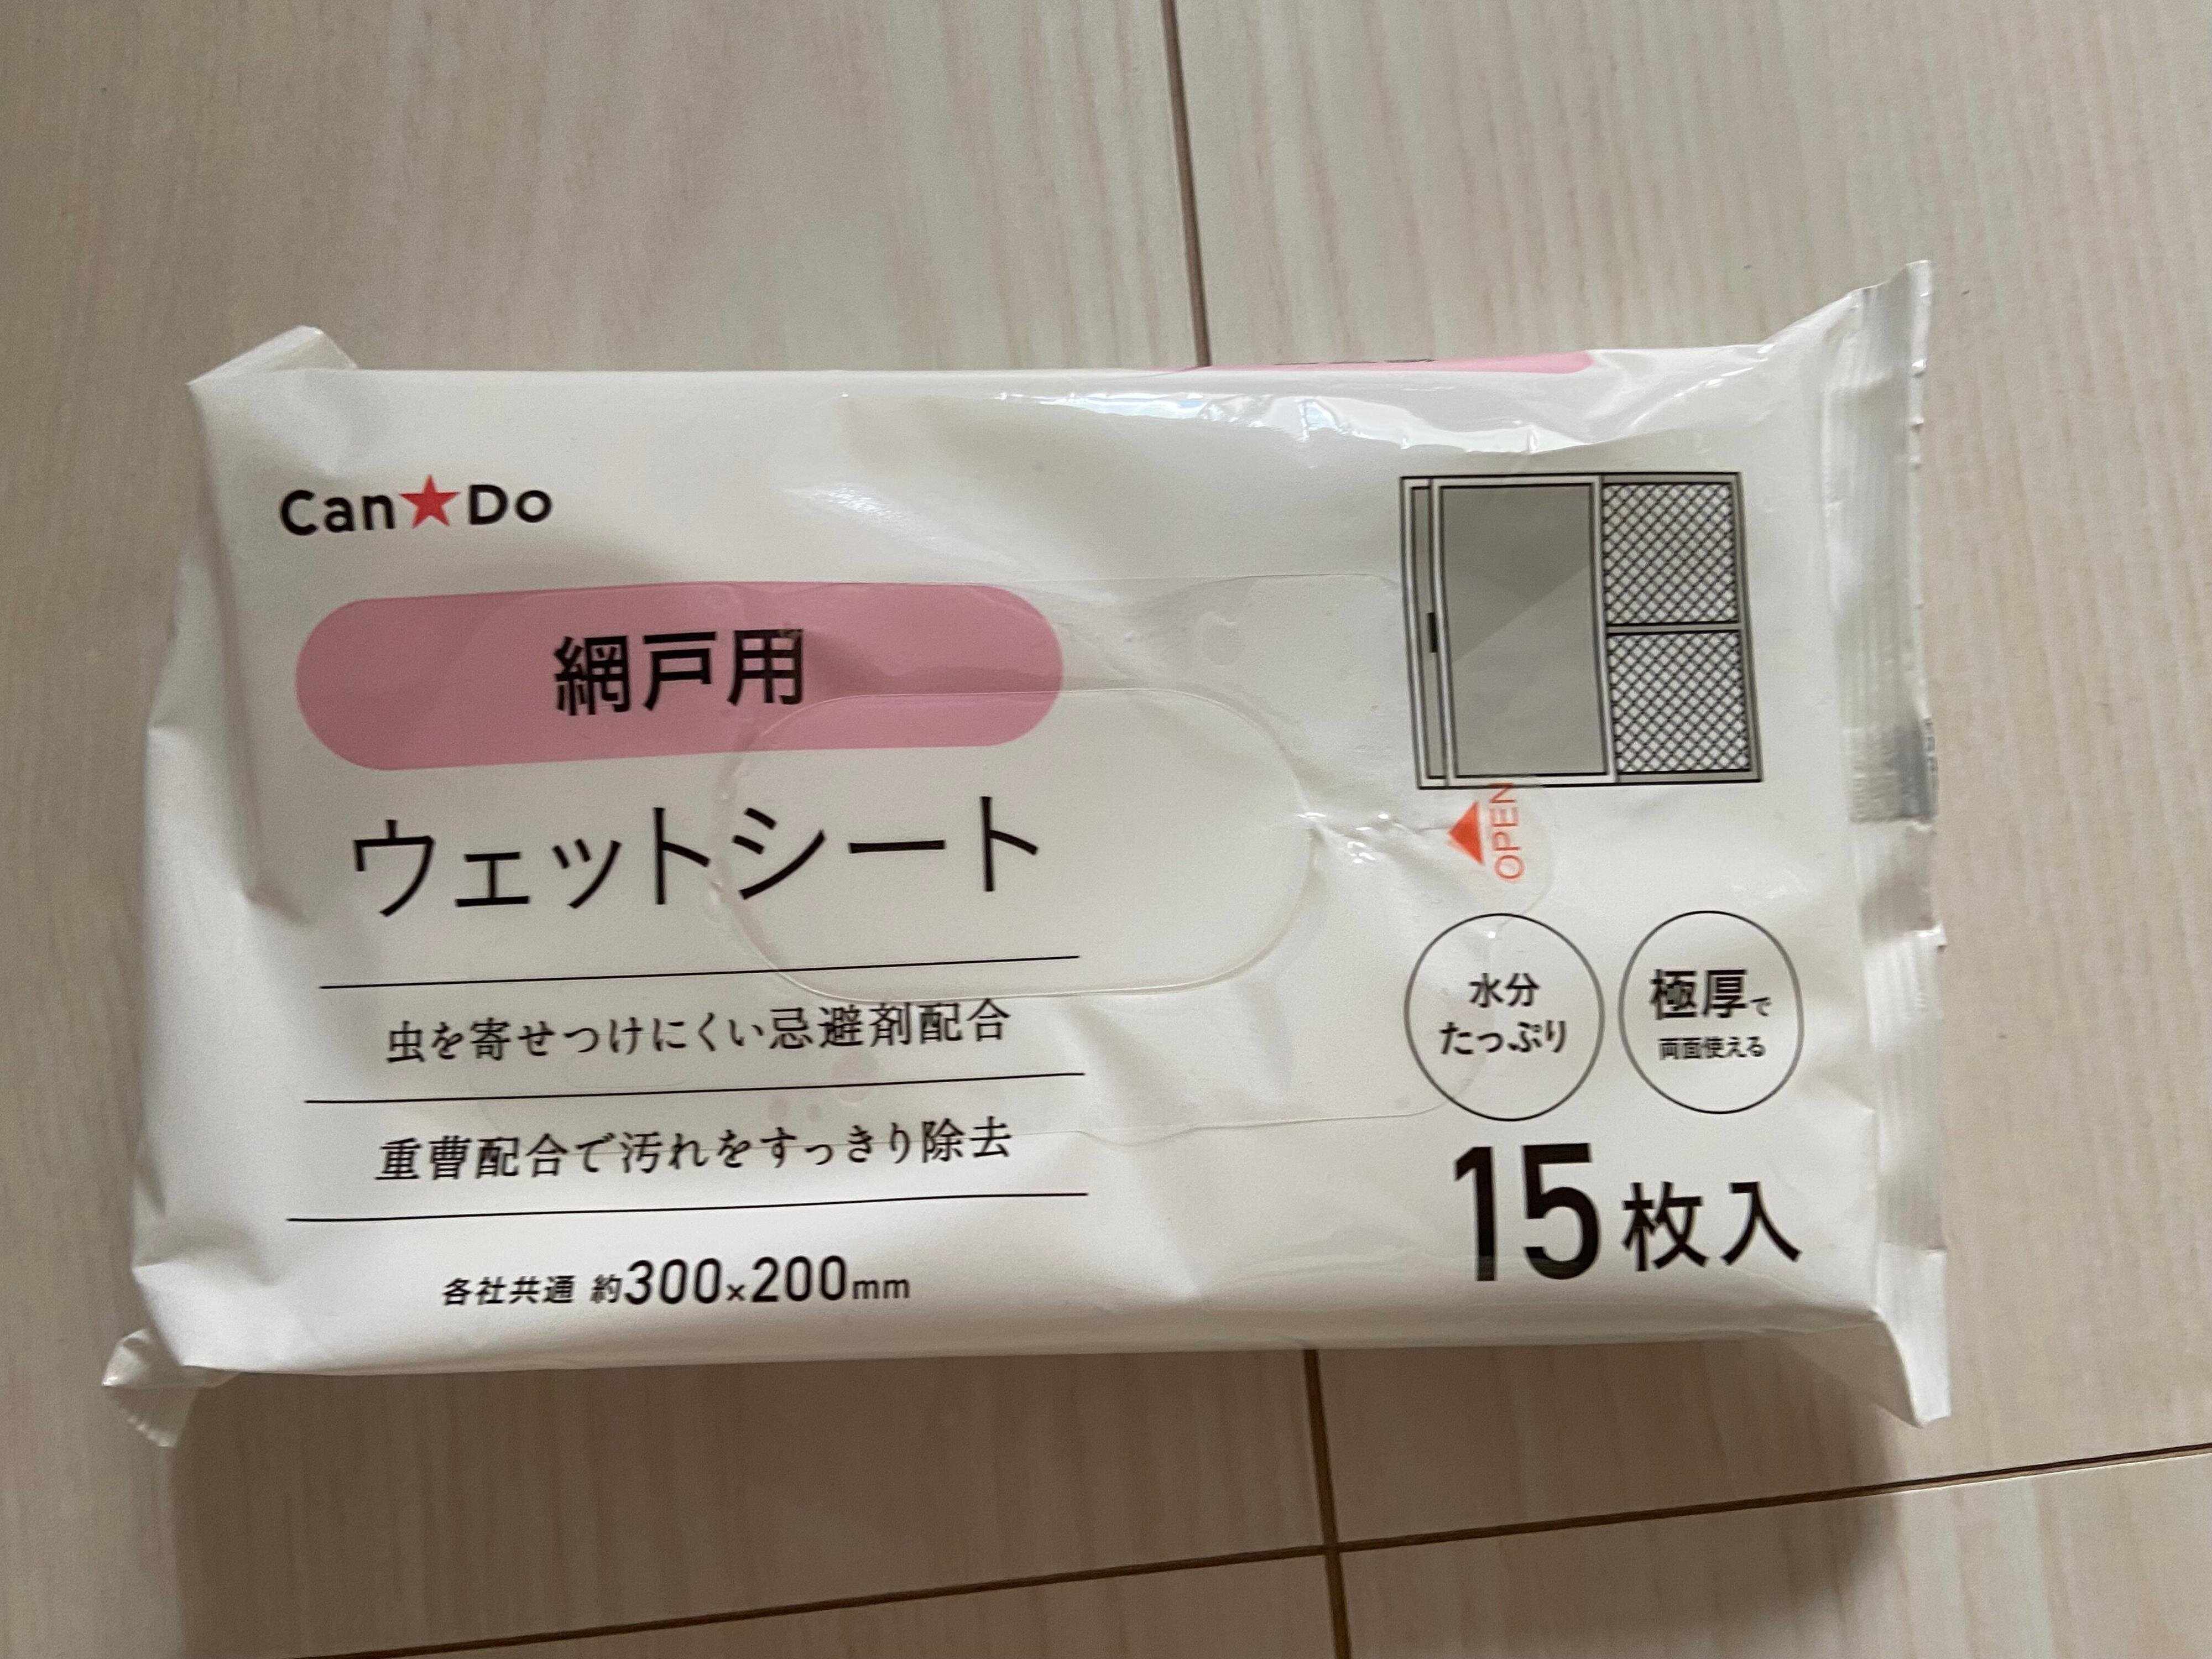 Can★Do
網戸用
ウェットシート
虫を寄せつけにくい忌避剤配合
重曹配合で汚れをすっきり除去
各社共通 約300×200mm
OPEN
水分
たっぷり
極厚で
両面使える
15枚入